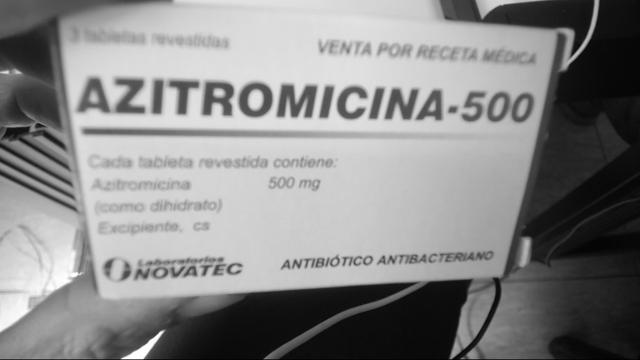 3 tabletas revestidas
VENTA POR RECETA MÉDICA
AZITROMICINA-500
Cada tableta revestida contiene:
Azitromicina 500 mg
(como dihidrato)
Excipiente, cs
Laboratorios
NOVATEC
ANTIBIÓTICO ANTIBACTERIANO